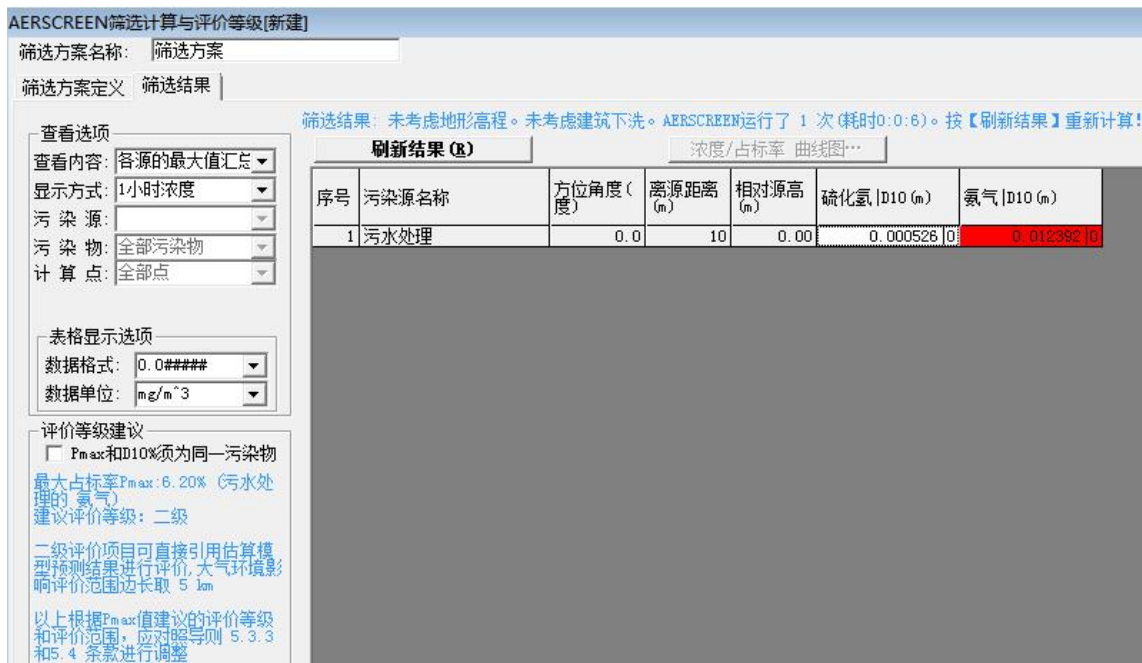 AERSCREEN筛选计算与评价等级[新建]
筛选方案名称: 筛选方案
筛选方案定义 筛选结果
筛选结果: 未考虑地形高程。未考虑建筑下洗。AERSCREEN运行了 1 次(耗时0:0:6)。按【刷新结果】重新计算!
查看选项
查看内容: 各源的最大值汇总
显示方式: 1小时浓度
污 染 源:
污 染 物: 全部污染物
计 算 点: 全部点
表格显示选项
数据格式: 0.0#####
数据单位: mg/m^3
评价等级建议
Pmax和D10%须为同一污染物
最大占标率Pmax:6.20% (污水处
理的 氨气)
建议评价等级: 二级
二级评价项目可直接引用估算模
型预测结果进行评价,大气环境影
响评价范围边长取 5 km
以上根据Pmax值建议的评价等级
和评价范围,应对照导则 5.3.3
和5.4 条款进行调整
刷新结果(R) 浓度/占标率 曲线图…
序号 污染源名称 方位角度(度) 离源距离(m) 相对源高(m) 硫化氢|D10(m) 氨气|D10(m)
1 污水处理 0.0 10 0.00 0.000526|0 0.012392|0